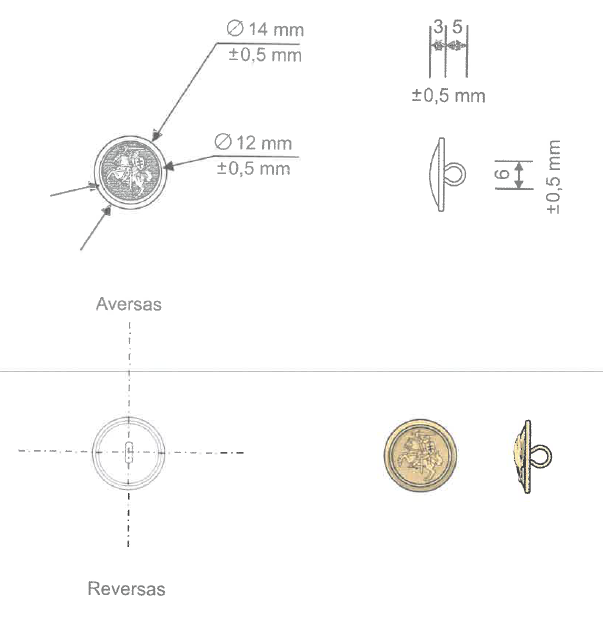 ∅ 14 mm
±0,5 mm
3 5
±0,5 mm
∅ 12 mm
±0,5 mm
6
±0,5 mm
Aversas
Reversas